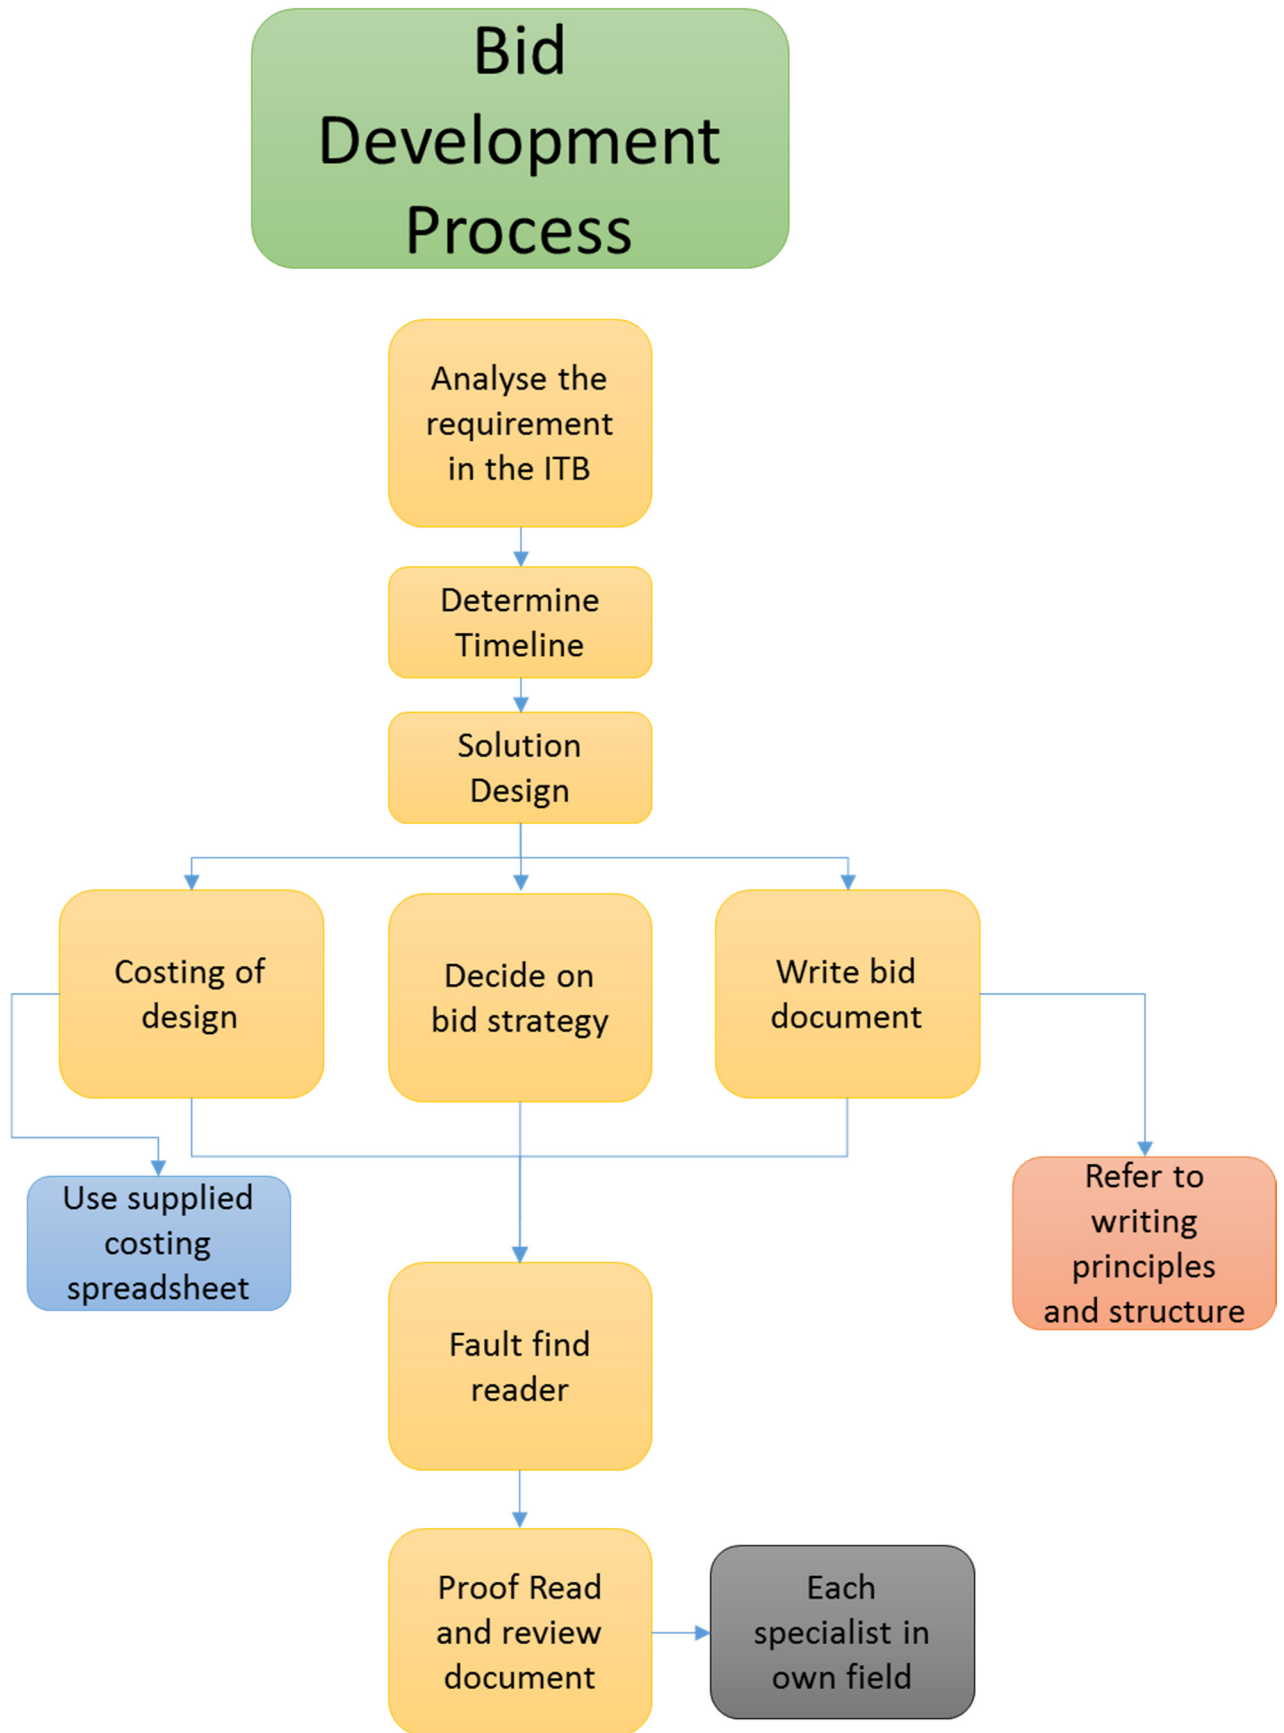 Bid
Development
Process
Analyse the
requirement
in the ITB
Determine
Timeline
Solution
Design
Costing of
design
Decide on
bid strategy
Write bid
document
Use supplied
costing
spreadsheet
Refer to
writing
principles
and structure
Fault find
reader
Proof Read
and review
document
Each
specialist in
own field